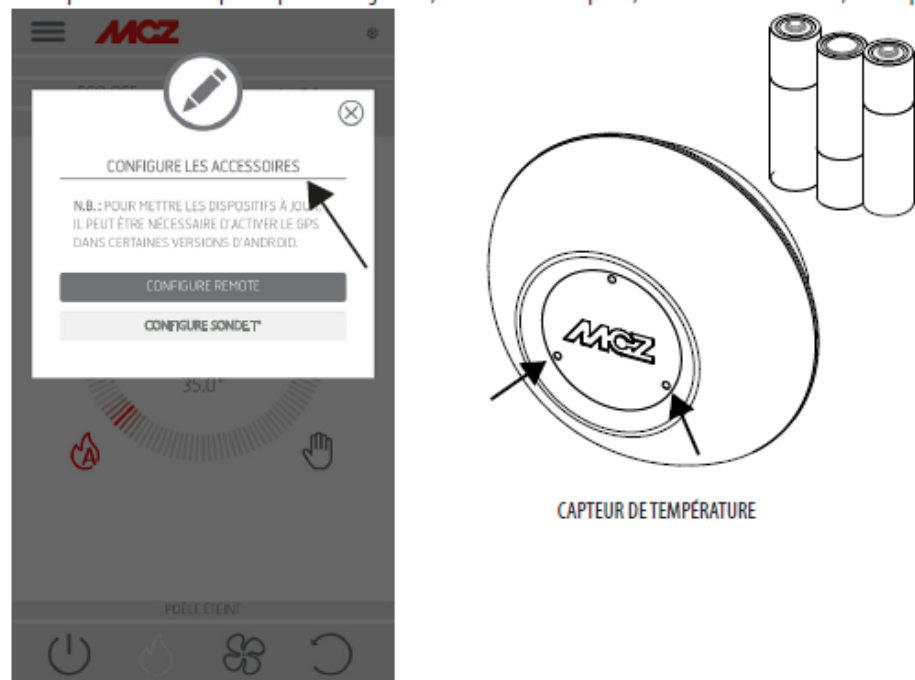 MCZ
CONFIGURE LES ACCESSOIRES
N.B. : POUR METTRE LES DISPOSITIFS À JOUR,
IL PEUT ÊTRE NÉCESSAIRE D'ACTIVER LE GPS
DANS CERTAINES VERSIONS D'ANDROID.
CONFIGURE REMOTE
CONFIGURE SONDE T°
35.0°
A
POÊLE ÉTEINT
MCZ
CAPTEUR DE TEMPÉRATURE